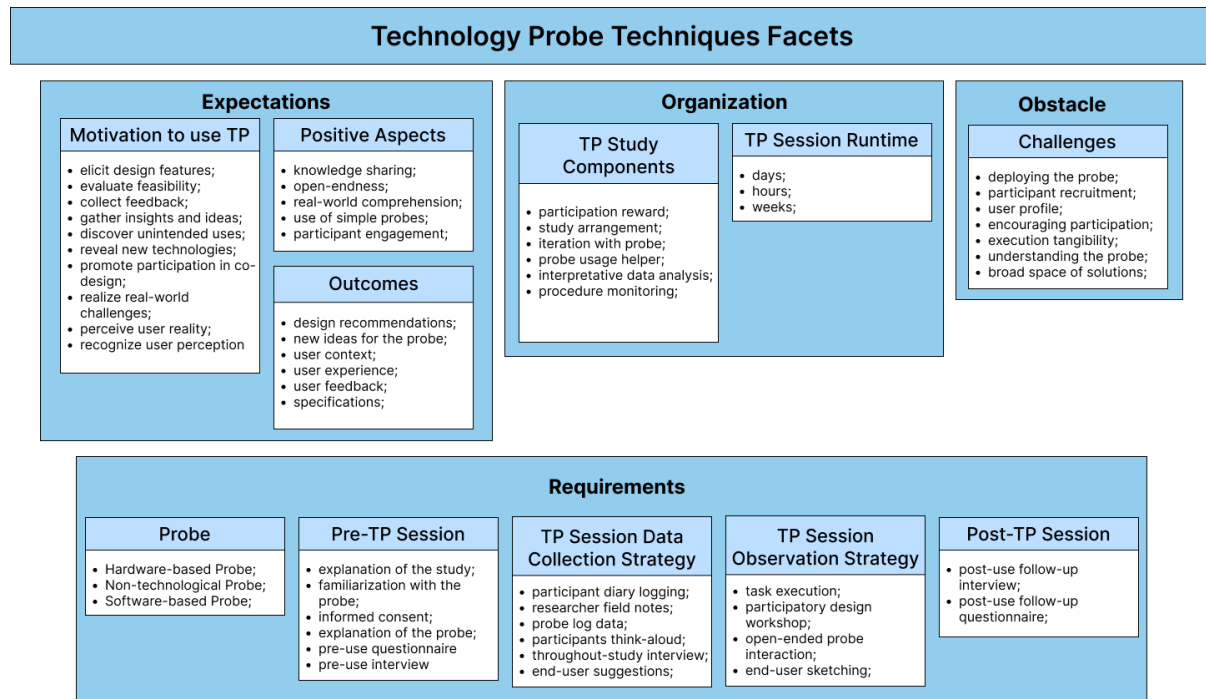 Technology Probe Techniques Facets
Expectations
Motivation to use TP
• elicit design features;
• evaluate feasibility;
• collect feedback;
• gather insights and ideas;
• discover unintended uses;
• reveal new technologies;
• promote participation in co-
design;
• realize real-world
challenges;
• perceive user reality;
• recognize user perception
Positive Aspects
• knowledge sharing;
• open-endness;
• real-world comprehension;
• use of simple probes;
• participant engagement;
Outcomes
• design recommendations;
• new ideas for the probe;
• user context;
• user experience;
• user feedback;
• specifications;
Organization
TP Study
Components
• participation reward;
• study arrangement;
• iteration with probe;
• probe usage helper;
• interpretative data analysis;
• procedure monitoring;
TP Session Runtime
• days;
• hours;
• weeks;
Obstacle
Challenges
• deploying the probe;
• participant recruitment;
• user profile;
• encouraging participation;
• execution tangibility;
• understanding the probe;
• broad space of solutions;
Requirements
Probe
• Hardware-based Probe;
• Non-technological Probe;
• Software-based Probe;
Pre-TP Session
• explanation of the study;
• familiarization with the
probe;
• informed consent;
• explanation of the probe;
• pre-use questionnaire
• pre-use interview
TP Session Data
Collection Strategy
• participant diary logging;
• researcher field notes;
• probe log data;
• participants think-aloud;
• throughout-study interview;
• end-user suggestions;
TP Session
Observation Strategy
• task execution;
• participatory design
workshop;
• open-ended probe
interaction;
• end-user sketching;
Post-TP Session
• post-use follow-up
interview;
• post-use follow-up
questionnaire;